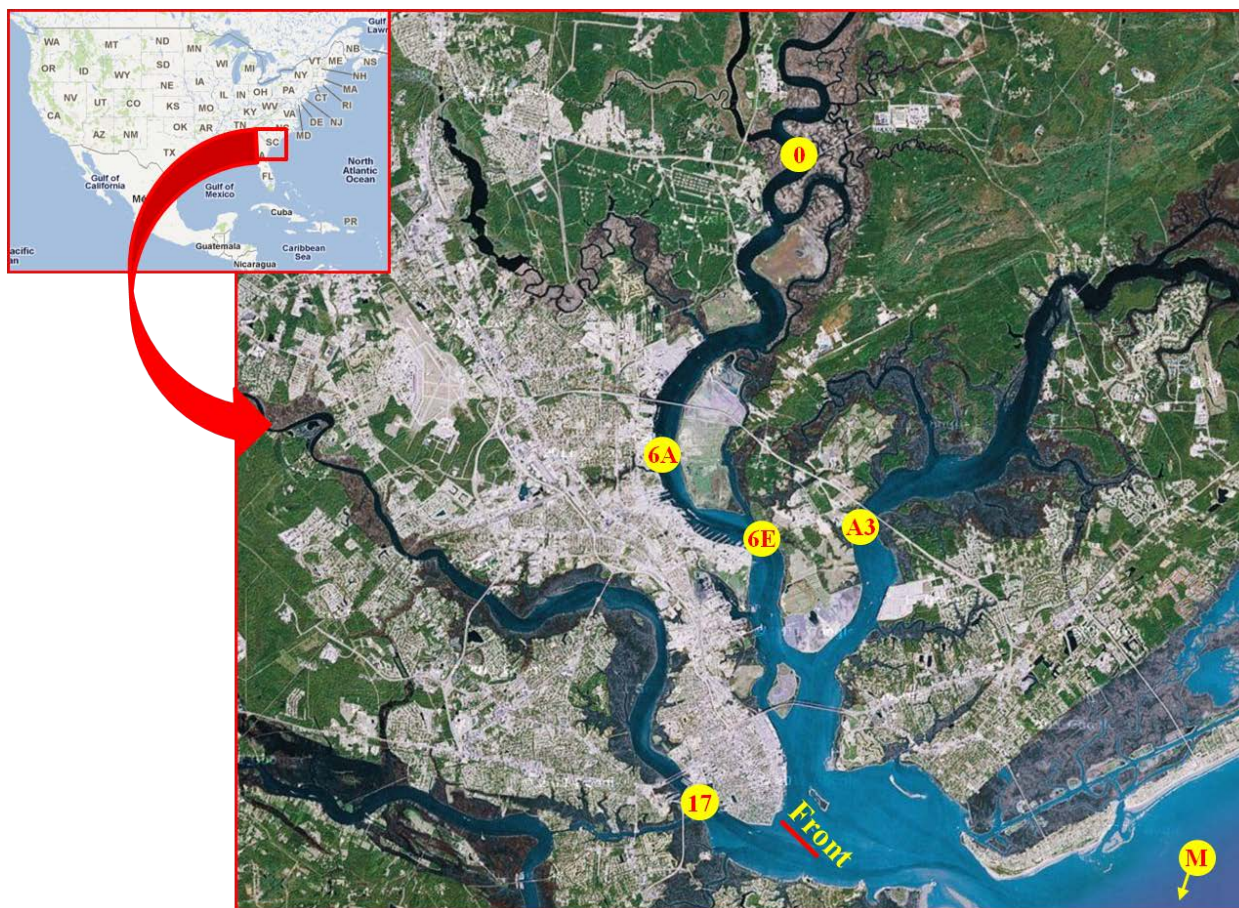 Gulf
Lawr
WA
MT
ND
MN
NB
OR
ID
SD
WI
VT
ME
NS
WY
MI
NY
NH
NE
IA
MA
NV
UT
CO
IL
IN
OH
PA
CT
RI
CA
KS
MO
KY
WV
DE
NJ
AZ
NM
OK
AR
TN
VA
MD
TX
SC
North
Atlantic
Ocean
Gulf of
California
Gulf of
Mexico
FL
Cuba
PR
Guatemala
Caribbean
Sea
Nicaragua
0
6A
6E
A3
17
Front
M